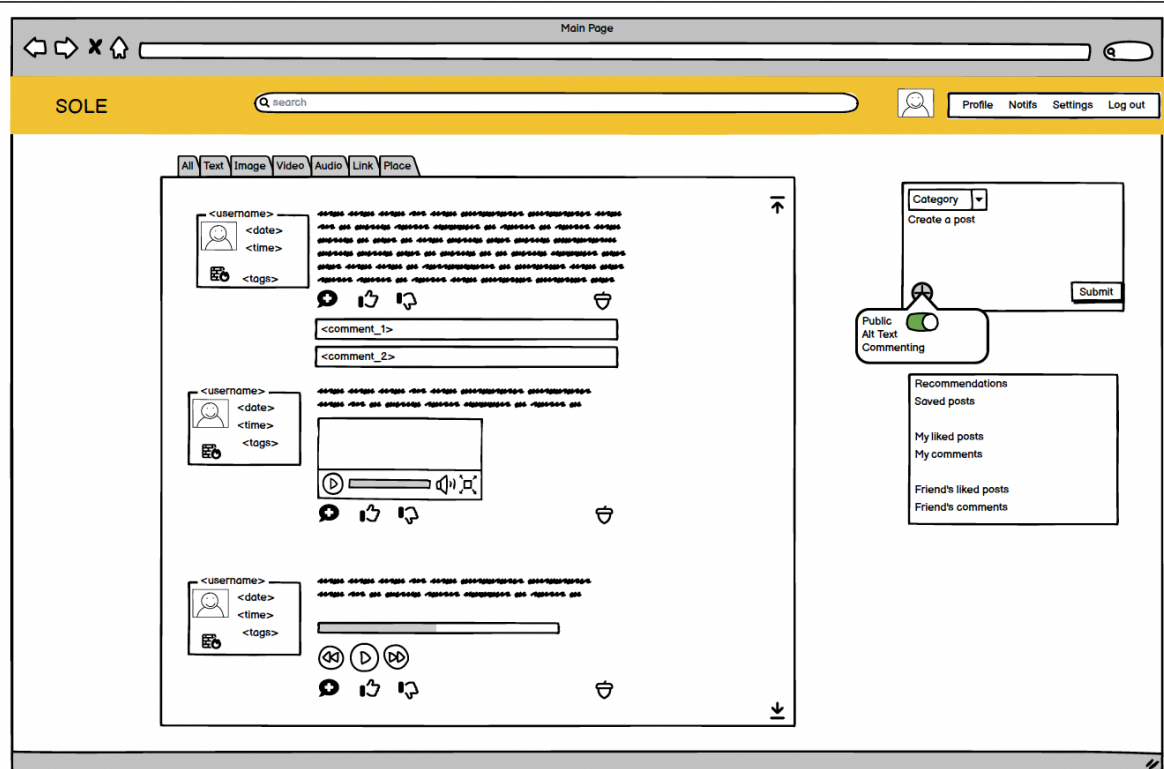 Main Page
SOLE
search
Profile Notifs Settings Log out
All Text Image Video Audio Link Place
<username>
<date>
<time>
<tags>
<comment_1>
<comment_2>
<username>
<date>
<time>
<tags>
<username>
<date>
<time>
<tags>
Category
Create a post
Submit
Public
Alt Text
Commenting
Recommendations
Saved posts
My liked posts
My comments
Friend's liked posts
Friend's comments